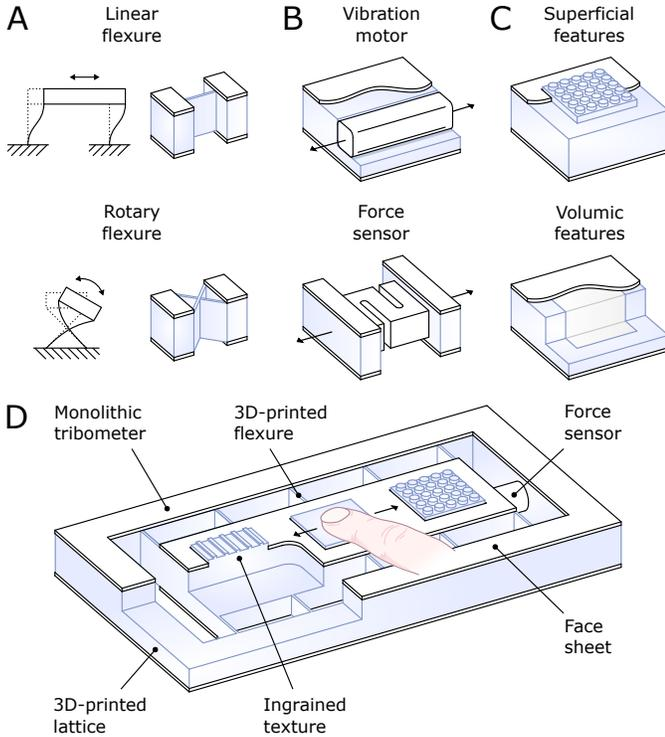 A
Linear
flexure
B
Vibration
motor
C
Superficial
features
Rotary
flexure
Force
sensor
Volumic
features
D
Monolithic
tribometer
3D-printed
flexure
Force
sensor
Face
sheet
3D-printed
lattice
Ingrained
texture